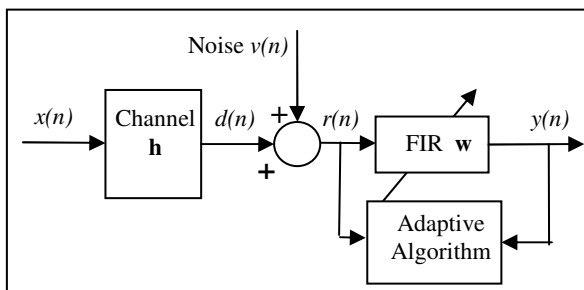 Noise v(n)
x(n)
Channel
h
d(n)
+
+
r(n)
FIR w
y(n)
Adaptive
Algorithm